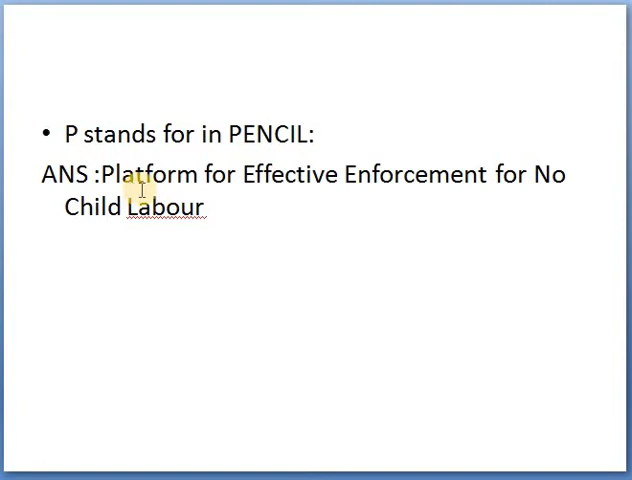 • P stands for in PENCIL:
ANS :Platform for Effective Enforcement for No
Child Labour